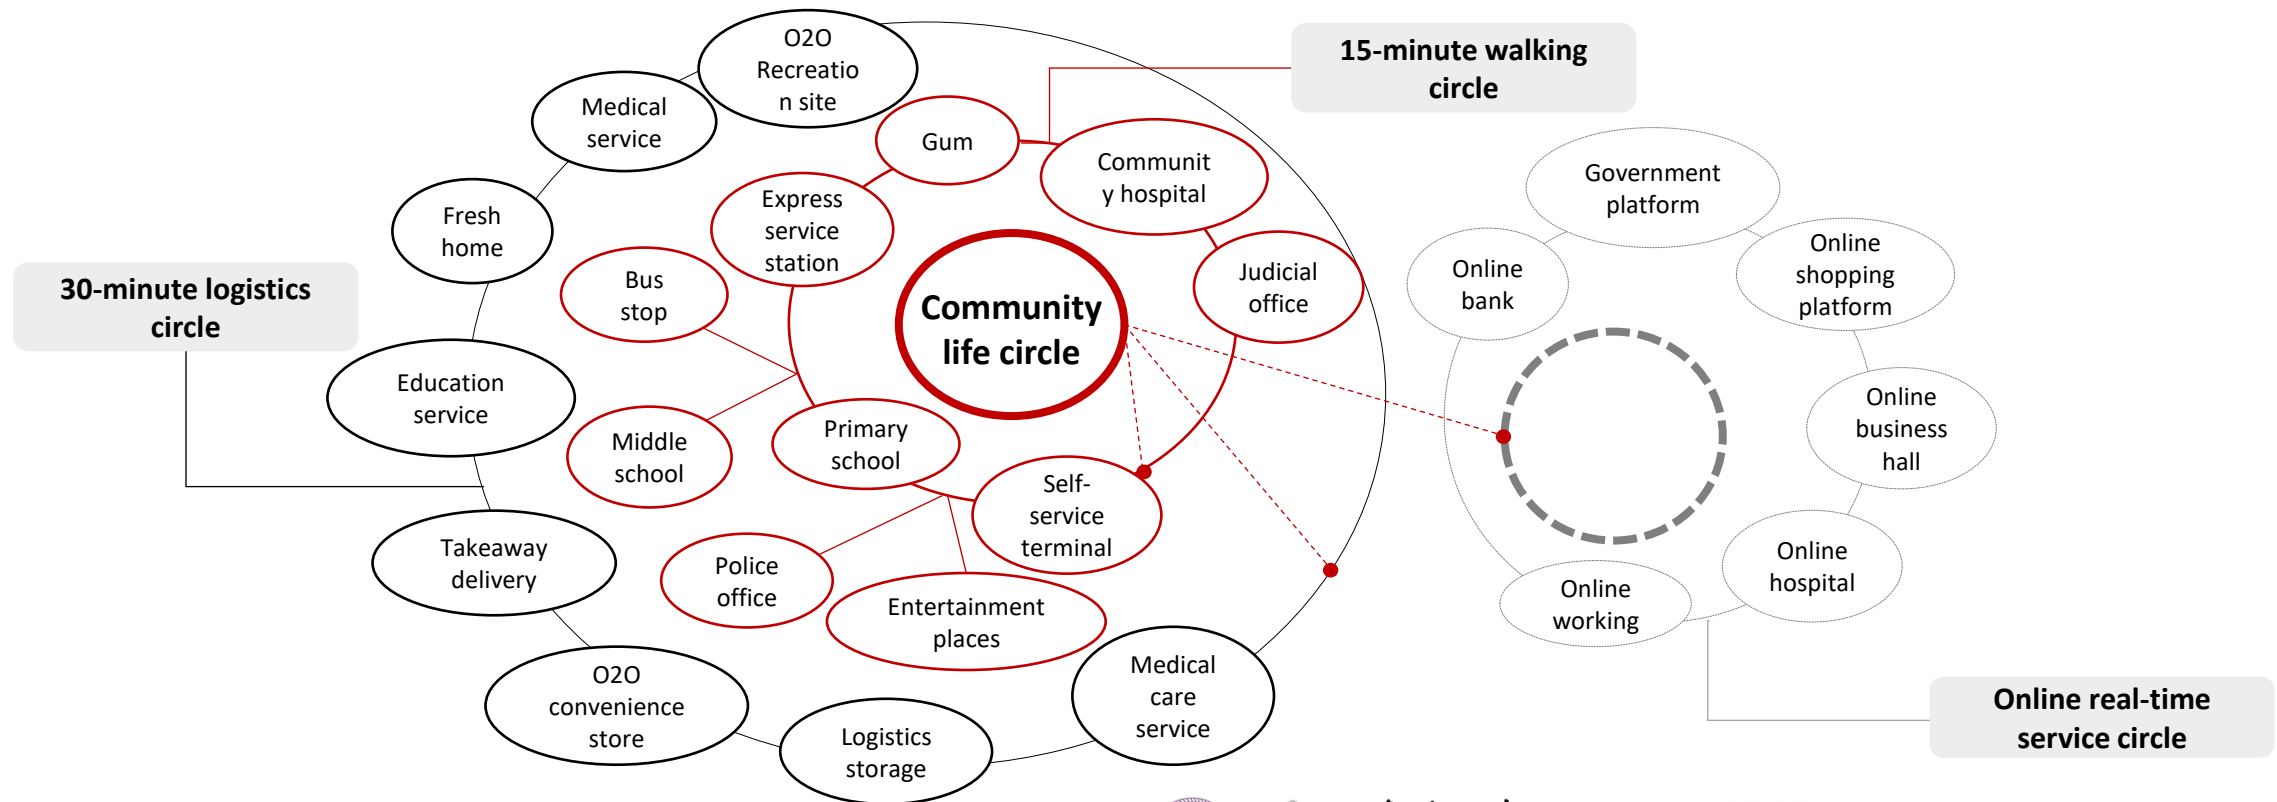 O2O
Recreatio
n site
15-minute walking
circle
Medical
service
Gum
Communit
y hospital
Government
platform
Express
service
station
Fresh
home
Online
shopping
platform
Online
bank
Judicial
office
Bus
stop
30-minute logistics
circle
Community
life circle
Education
service
Online
business
hall
Primary
school
Middle
school
Self-
service
terminal
Takeaway
delivery
Online
hospital
Police
office
Online
working
Entertainment
places
Medical
care
service
O2O
convenience
store
Online real-time
service circle
Logistics
storage